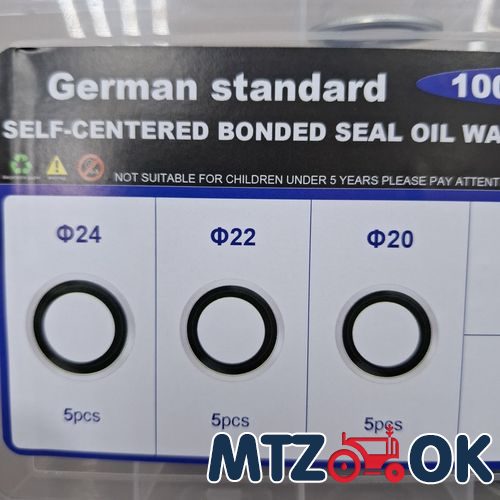 German standard
100
SELF-CENTERED BONDED SEAL OIL WA
NOT SUITABLE FOR CHILDREN UNDER 5 YEARS PLEASE PAY ATTENT
Φ24
Φ22
Φ20
5pcs
5pcs
5pcs
MTZ OK